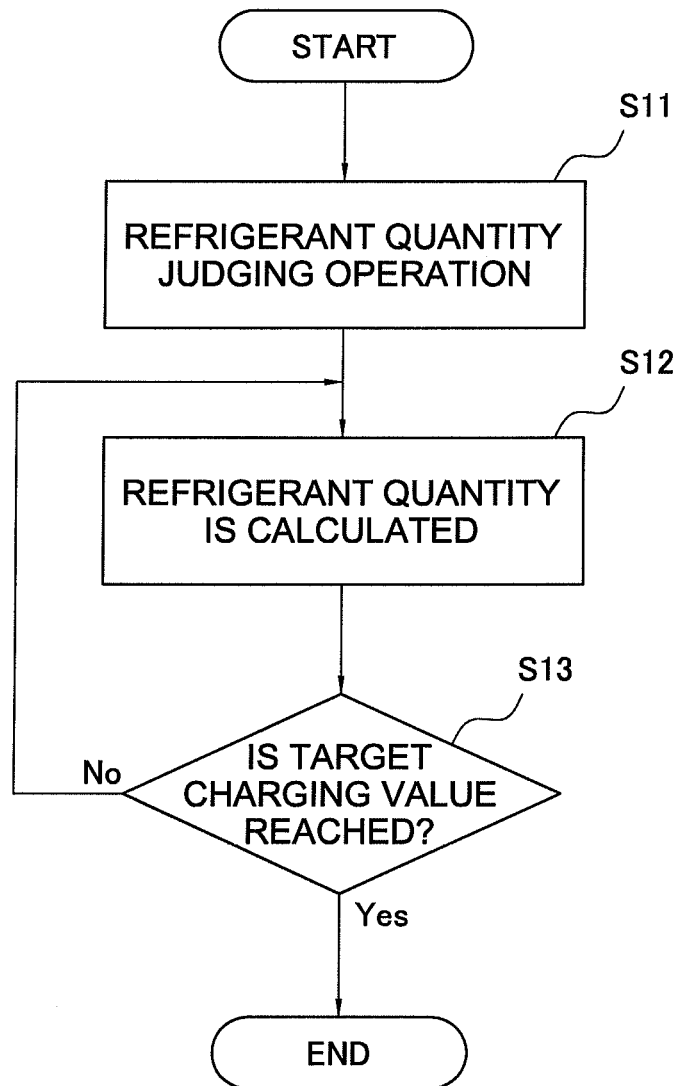 START
S11
REFRIGERANT QUANTITY
JUDGING OPERATION
S12
REFRIGERANT QUANTITY
IS CALCULATED
S13
IS TARGET
CHARGING VALUE
REACHED?
No
Yes
END